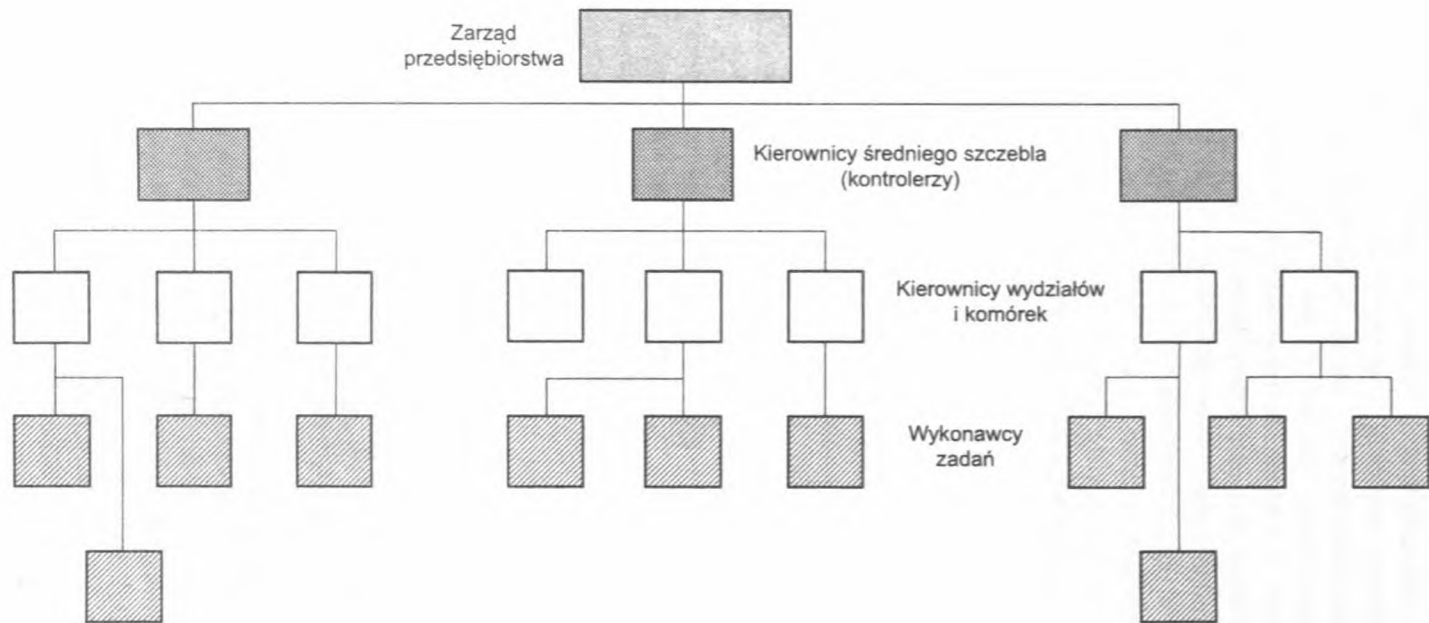 Zarząd
przedsiębiorstwa
Kierownicy średniego szczebla
(kontrolerzy)
Kierownicy wydziałów
i komórek
Wykonawcy
zadań